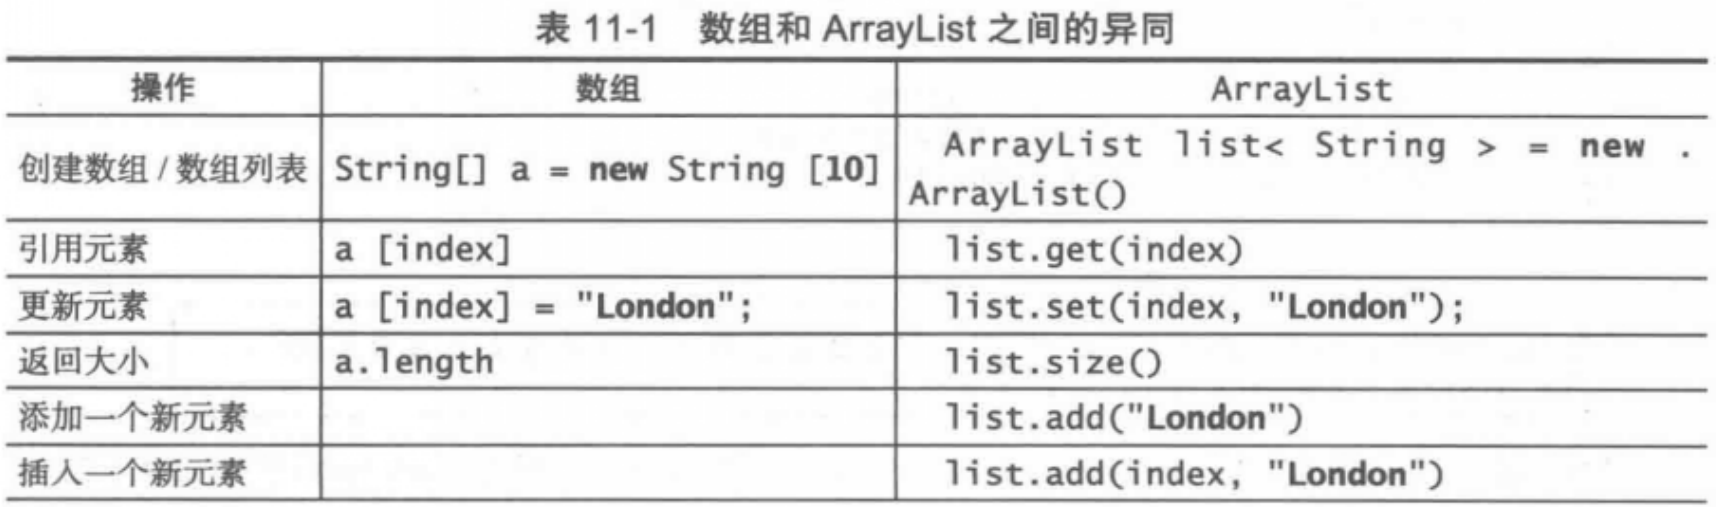 表 11-1 数组和 ArrayList 之间的异同
操作 数组 ArrayList
创建数组 / 数组列表 String[] a = new String [10] ArrayList list< String > = new .
ArrayList()
引用元素 a [index] list.get(index)
更新元素 a [index] = "London"; list.set(index, "London");
返回大小 a.length list.size()
添加一个新元素 list.add("London")
插入一个新元素 list.add(index, "London")